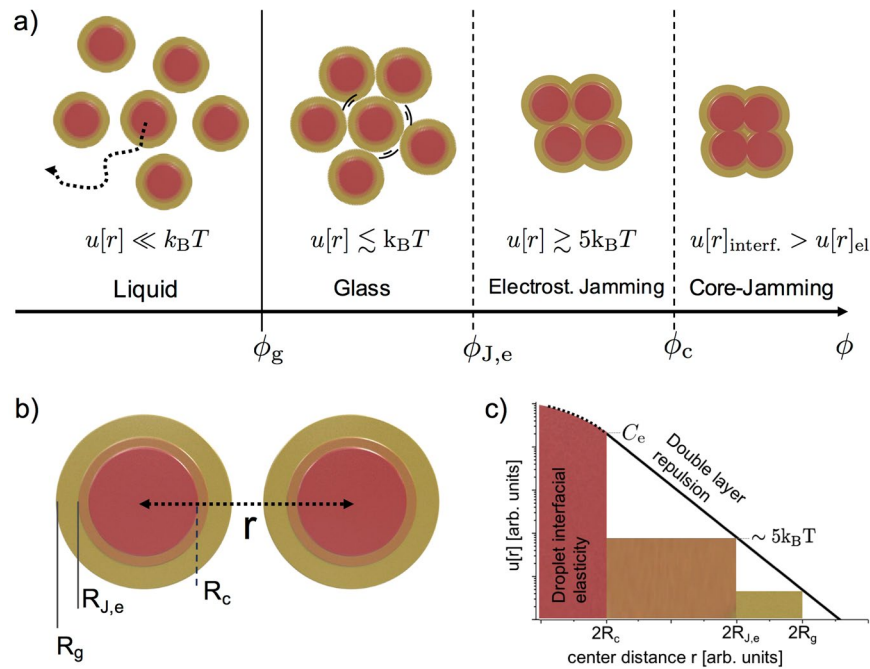 a)
u[r] ≪ k_BT
u[r] ≲ k_BT
u[r] ≳ 5k_BT
u[r]_interf. > u[r]_el
Liquid
Glass
Electrost. Jamming
Core-Jamming
ϕ_g
ϕ_J,e
ϕ_c
ϕ
b)
r
R_c
R_J,e
R_g
c)
u[r] [arb. units]
Droplet interfacial
elasticity
C_e
Double layer
repulsion
~ 5k_BT
2R_c
2R_J,e
2R_g
center distance r [arb. units]